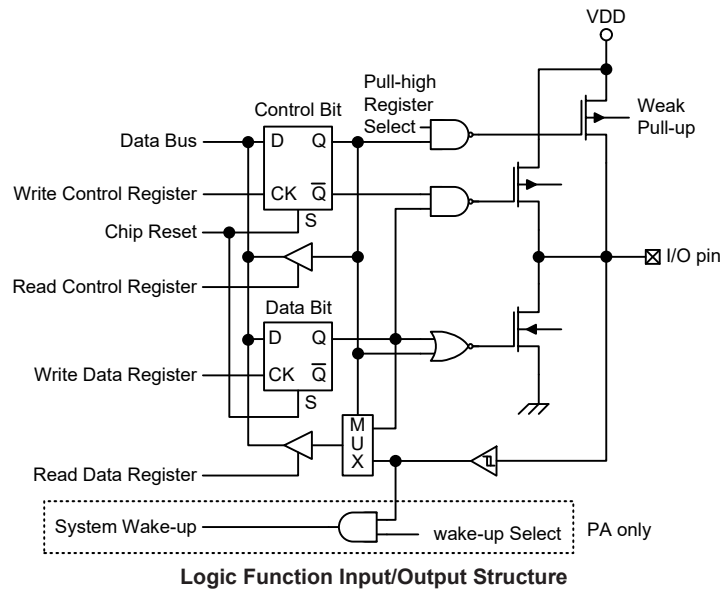 VDD
Pull-high
Register
Select
Weak
Pull-up
Control Bit
Data Bus
D
Q
Write Control Register
CK
Q
S
Chip Reset
I/O pin
Read Control Register
Data Bit
D
Q
Write Data Register
CK
Q
S
M
U
X
Read Data Register
System Wake-up
wake-up Select
PA only
Logic Function Input/Output Structure